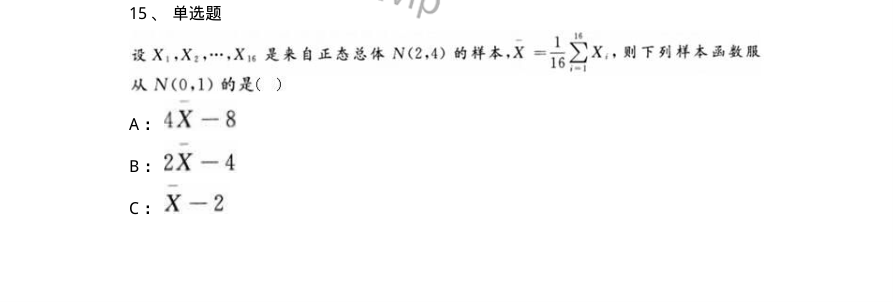 15、 单选题
设 X₁,X₂,…,X₁₆ 是来自正态总体 N(2,4) 的样本,X̄ = 1/16 ∑_{i=1}^{16} Xᵢ, 则下列样本函数服
从 N(0,1) 的是( )
A： 4X̄ − 8
B： 2X̄ − 4
C： X̄ − 2